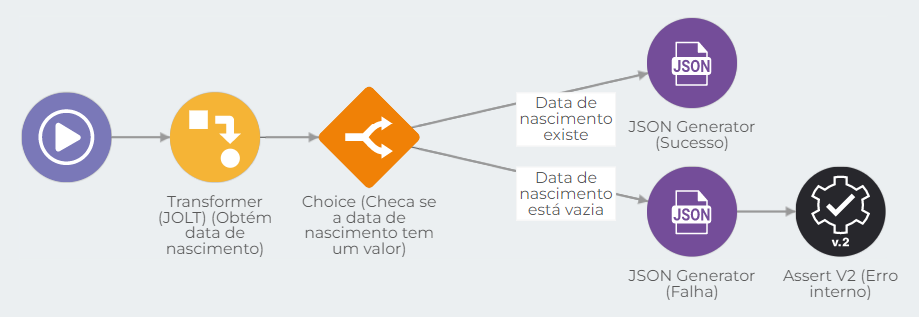 Transformer
(JOLT) (Obtém
data de
nascimento)
Choice (Checa se
a data de
nascimento tem
um valor)
Data de
nascimento
existe
JSON
JSON Generator
(Sucesso)
Data de
nascimento
está vazia
JSON
JSON Generator
(Falha)
v.2
Assert V2 (Erro
interno)